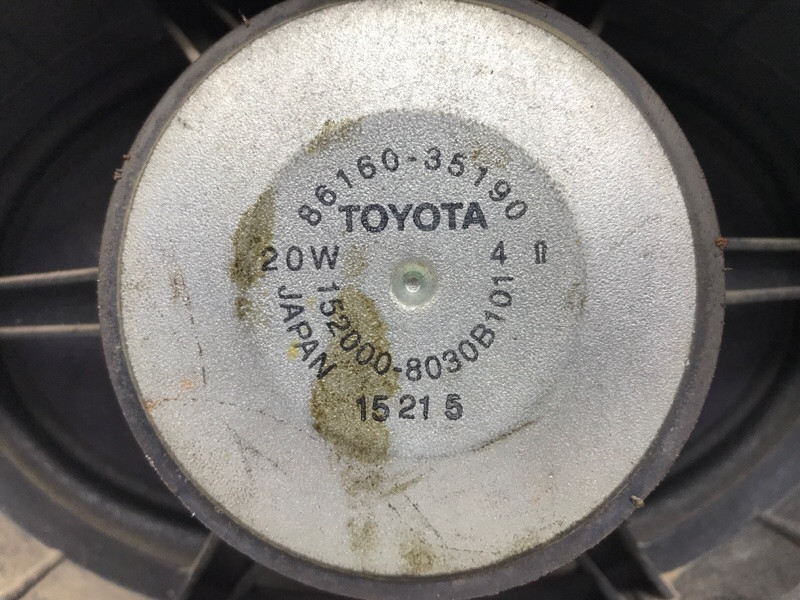 86160-35190
TOYOTA
20W 4 Ω
152000-8030B101
JAPAN
15 21 5